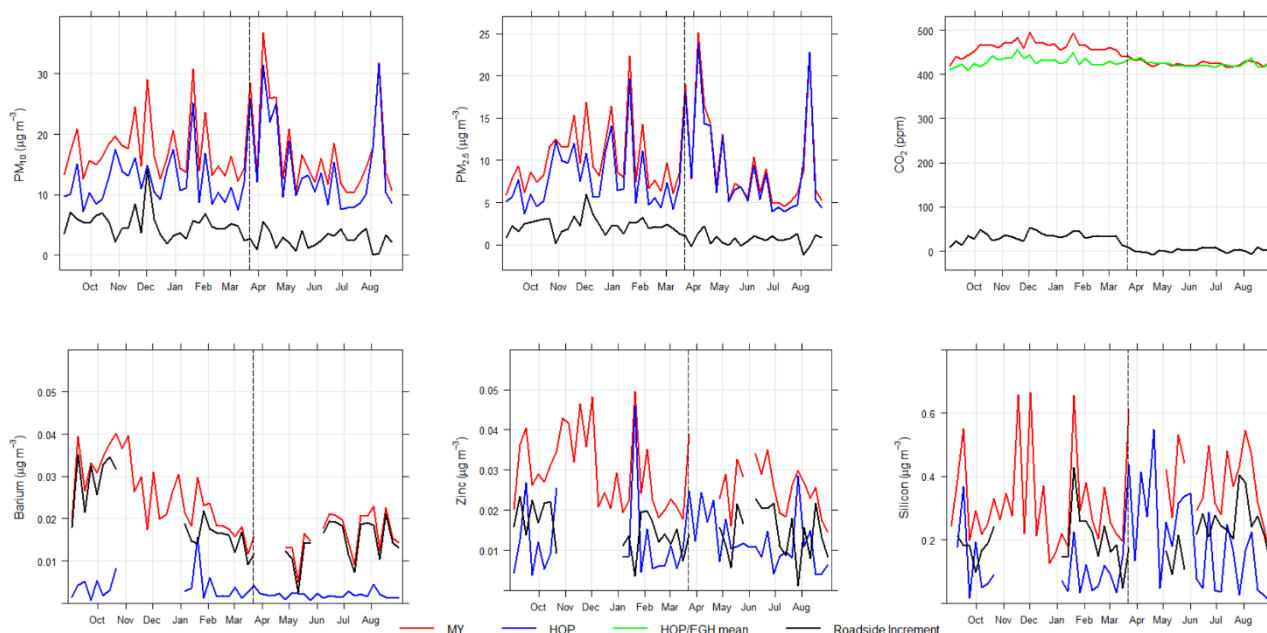 PM₁₀ (µg m⁻³)
30
20
10
0
Oct Nov Dec Jan Feb Mar Apr May Jun Jul Aug
PM₂.₅ (µg m⁻³)
25
20
15
10
5
0
Oct Nov Dec Jan Feb Mar Apr May Jun Jul Aug
CO₂ (ppm)
500
400
300
200
100
0
Oct Nov Dec Jan Feb Mar Apr May Jun Jul Aug
Barium (µg m⁻³)
0.05
0.04
0.03
0.02
0.01
Oct Nov Dec Jan Feb Mar Apr May Jun Jul Aug
Zinc (µg m⁻³)
0.05
0.04
0.03
0.02
0.01
Oct Nov Dec Jan Feb Mar Apr May Jun Jul Aug
Silicon (µg m⁻³)
0.6
0.4
0.2
Oct Nov Dec Jan Feb Mar Apr May Jun Jul Aug
MY HOP HOP/EGH mean Roadside Increment